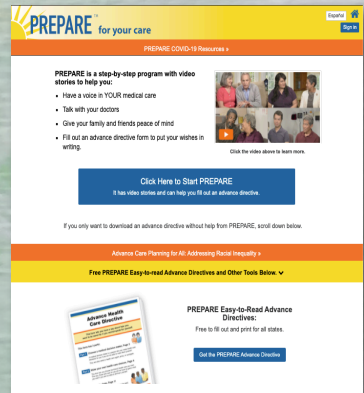 Español
Sign in
PREPARE™ for your care
PREPARE COVID-19 Resources »
PREPARE is a step-by-step program with video
stories to help you:
• Have a voice in YOUR medical care
• Talk with your doctors
• Give your family and friends peace of mind
• Fill out an advance directive form to put your wishes in
writing.
Click the video above to learn more.
Click Here to Start PREPARE
It has video stories and can help you fill out an advance directive.
If you only want to download an advance directive without help from PREPARE, scroll down below.
Advance Care Planning for All: Addressing Racial Inequality »
Free PREPARE Easy-to-read Advance Directives and Other Tools Below.
Advance Health
Care Directive
PREPARE Easy-to-Read Advance
Directives:
Free to fill out and print for all states.
Get the PREPARE Advance Directive